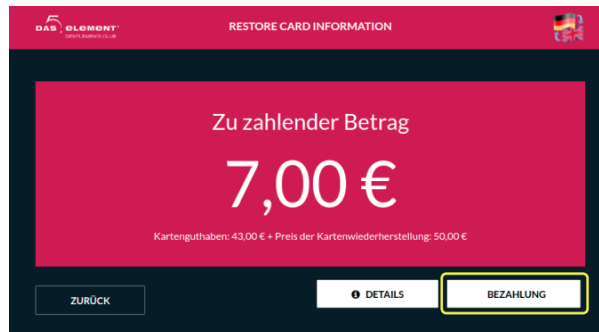 DAS 5 eLeMENT
GENTLEMEN'S CLUB
RESTORE CARD INFORMATION
Zu zahlender Betrag
7,00 €
Kartenguthaben: 43,00 € + Preis der Kartenwiederherstellung: 50,00 €
ZURÜCK
DETAILS
BEZAHLUNG